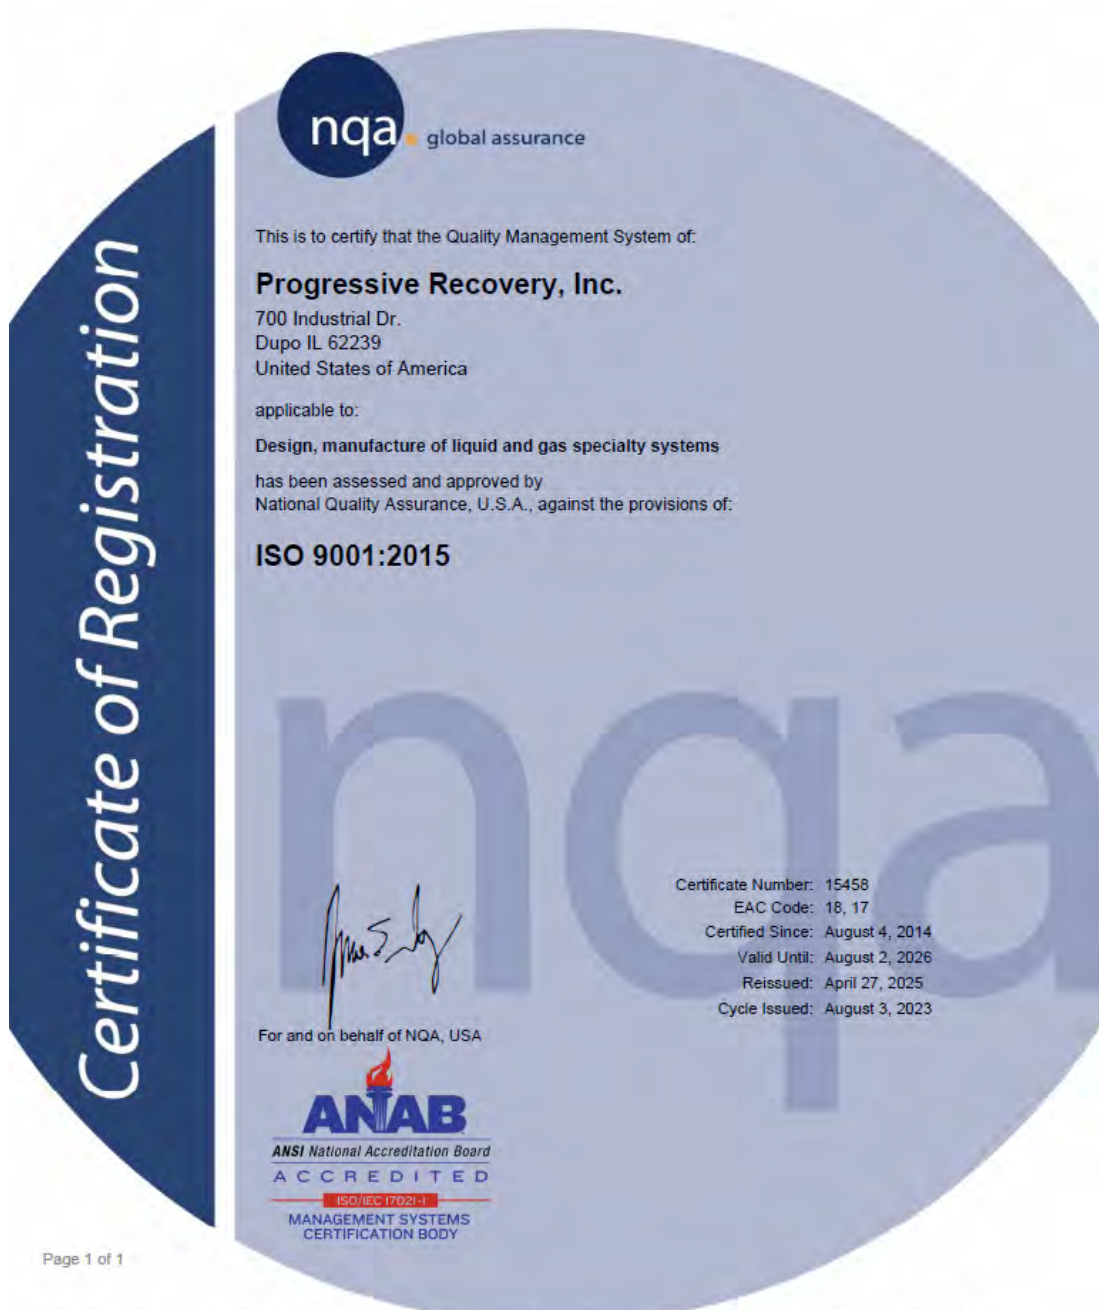 nqa.
global assurance
Certificate of Registration
This is to certify that the Quality Management System of:
Progressive Recovery, Inc.
700 Industrial Dr.
Dupo IL 62239
United States of America
applicable to:
Design, manufacture of liquid and gas specialty systems
has been assessed and approved by
National Quality Assurance, U.S.A., against the provisions of:
ISO 9001:2015
nqa
Certificate Number: 15458
EAC Code: 18, 17
Certified Since: August 4, 2014
Valid Until: August 2, 2026
Reissued: April 27, 2025
Cycle Issued: August 3, 2023
For and on behalf of NQA, USA
ANAB
ANSI National Accreditation Board
ACCREDITED
ISO/IEC 17021-1
MANAGEMENT SYSTEMS
CERTIFICATION BODY
Page 1 of 1